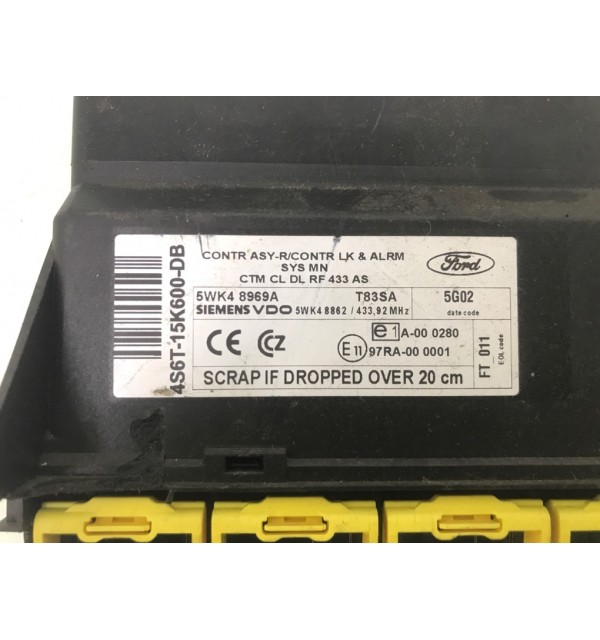 4S6T-15K600-DB
CONTR ASY-R/CONTR LK & ALRM
SYS MN
CTM CL DL RF 433 AS
Ford
5WK4 8969A T83SA 5G02
SIEMENS VDO 5WK4 8862 / 433,92 MHz date code
CE CZ e1 A-00 0280
E11 97RA-00 0001
FT_011
EOL code
SCRAP IF DROPPED OVER 20 cm